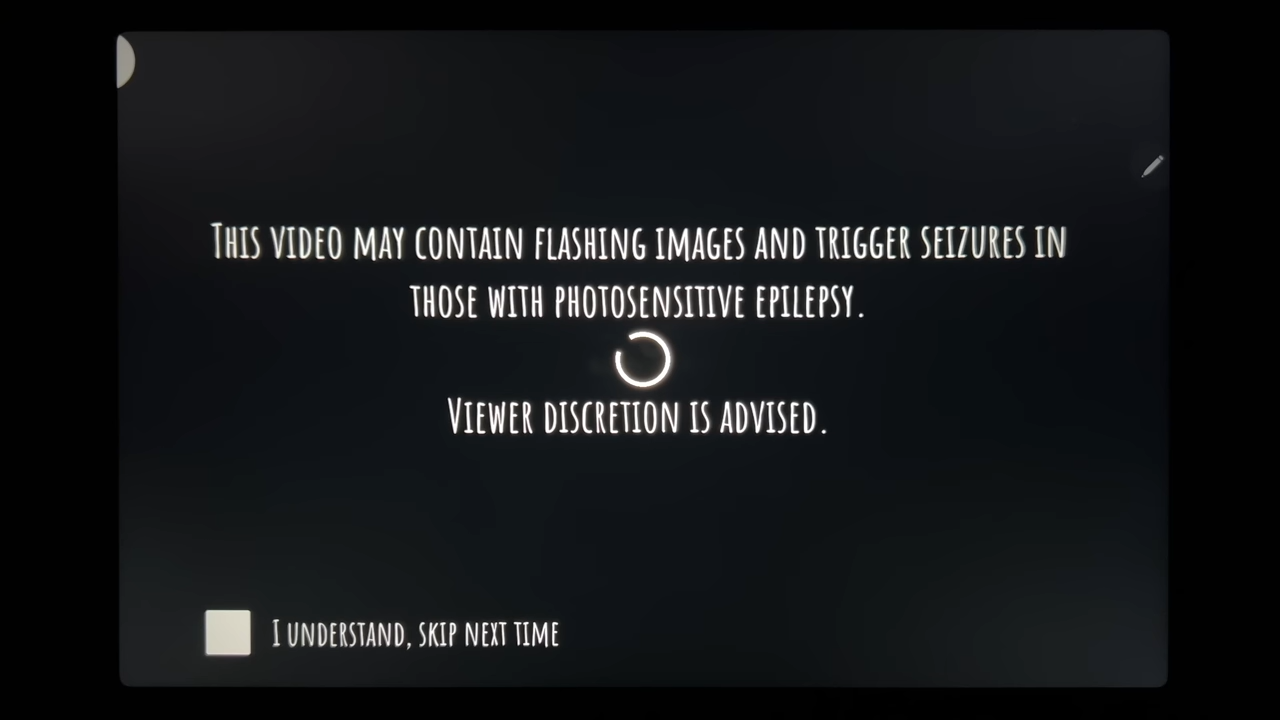 This video may contain flashing images and trigger seizures in
those with photosensitive epilepsy.
Viewer discretion is advised.
I understand, skip next time